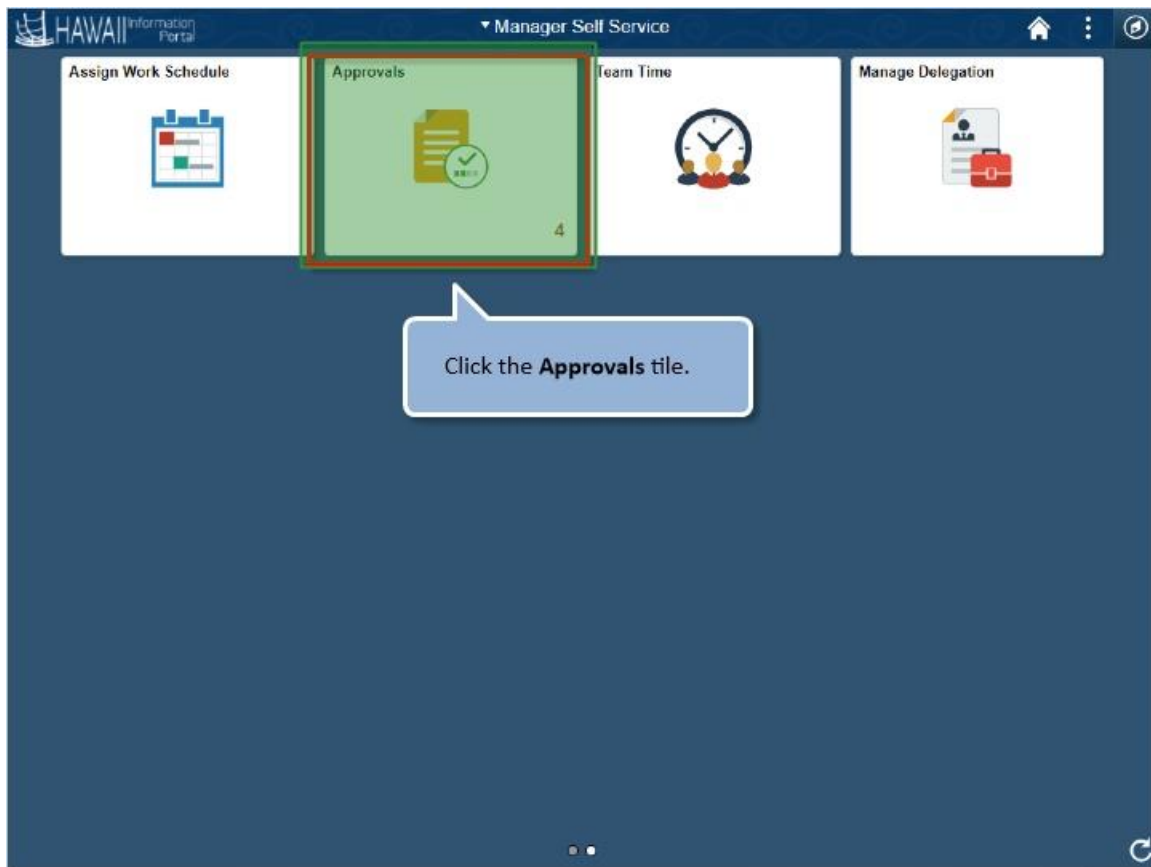 HAWAII Information Portal
Manager Self Service
Assign Work Schedule
Approvals
Team Time
Manage Delegation
4
Click the Approvals tile.